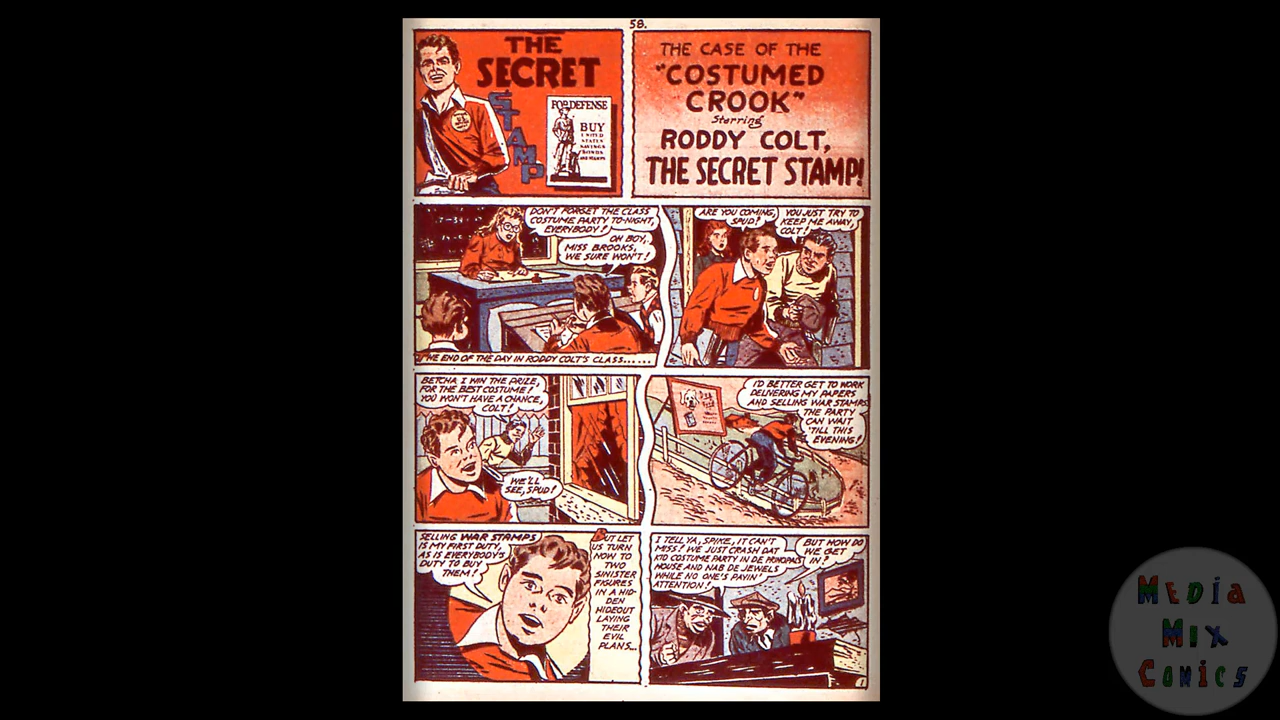 58.
THE
SECRET
STAMP
FOR DEFENSE
BUY
UNITED
STATES
SAVINGS
BONDS
AND STAMPS
THE CASE OF THE
"COSTUMED
CROOK"
Starring
RODDY COLT,
THE SECRET STAMP!
DON'T FORGET THE CLASS
COSTUME PARTY TO-NIGHT,
EVERYBODY!
OH BOY,
MISS BROOKS,
WE SURE WON'T!
THE END OF THE DAY IN RODDY COLT'S CLASS......
ARE YOU COMING,
SPUD?
YOU JUST TRY TO
KEEP ME AWAY,
COLT!
BETCHA I WIN THE PRIZE,
FOR THE BEST COSTUME!
YOU WON'T HAVE A CHANCE,
COLT!
WE'LL
SEE, SPUD!
I'D BETTER GET TO WORK
DELIVERING MY PAPERS
AND SELLING WAR STAMPS.
THE PARTY
CAN WAIT
'TILL THIS
EVENING!
SELLING WAR STAMPS
IS MY FIRST DUTY,
AS IS EVERYBODY'S
DUTY TO BUY
THEM!
BUT LET
US TURN
NOW TO
TWO
SINISTER
FIGURES
IN A HID-
DEN
HIDEOUT
LAYING
THEIR
EVIL
PLANS...
I TELL YA, SPIKE, IT CAN'T
MISS! WE JUST CRASH DAT
KID COSTUME PARTY IN DE PRINCIPALS
HOUSE AND NAB DE JEWELS
WHILE NO ONE'S PAYIN'
ATTENTION!
BUT HOW DO
WE GET
IN?
1
MEDIA
MIX
COMICS